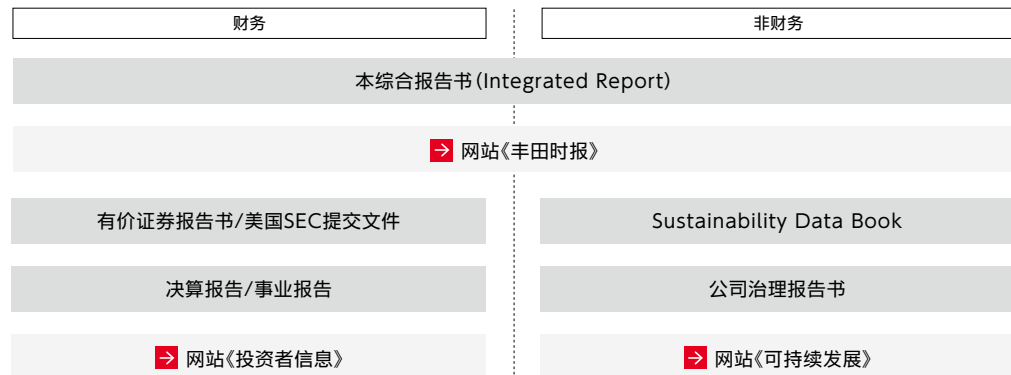 财务
非财务
本综合报告书(Integrated Report)
网站《丰田时报》
有价证券报告书/美国SEC提交文件
Sustainability Data Book
决算报告/事业报告
公司治理报告书
网站《投资者信息》
网站《可持续发展》